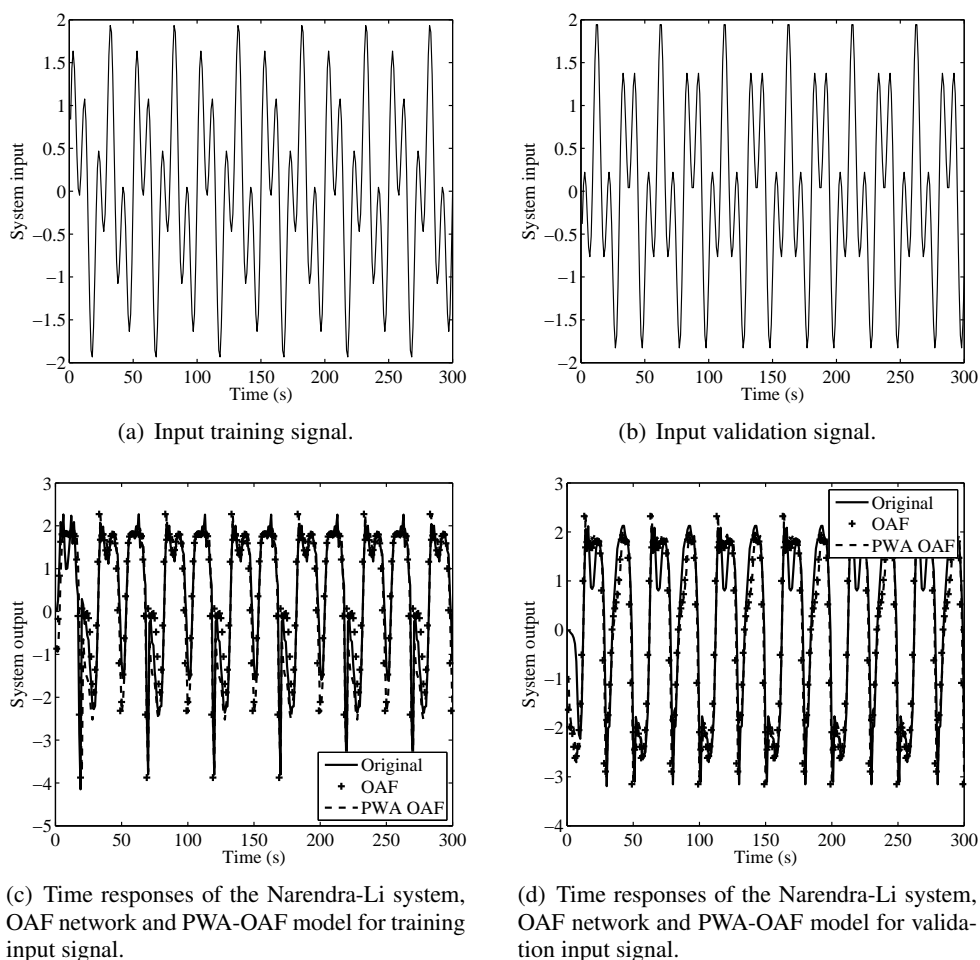 2
1.5
1
0.5
0
−0.5
−1
−1.5
−2
System input
0 50 100 150 200 250 300
Time (s)
(a) Input training signal.
2
1.5
1
0.5
0
−0.5
−1
−1.5
−2
System input
0 50 100 150 200 250 300
Time (s)
(b) Input validation signal.
3
2
1
0
−1
−2
−3
−4
−5
System output
Original
OAF
PWA OAF
0 50 100 150 200 250 300
Time (s)
(c) Time responses of the Narendra-Li system,
OAF network and PWA-OAF model for training
input signal.
3
2
1
0
−1
−2
−3
−4
System output
Original
OAF
PWA OAF
0 50 100 150 200 250 300
Time (s)
(d) Time responses of the Narendra-Li system,
OAF network and PWA-OAF model for valida-
tion input signal.